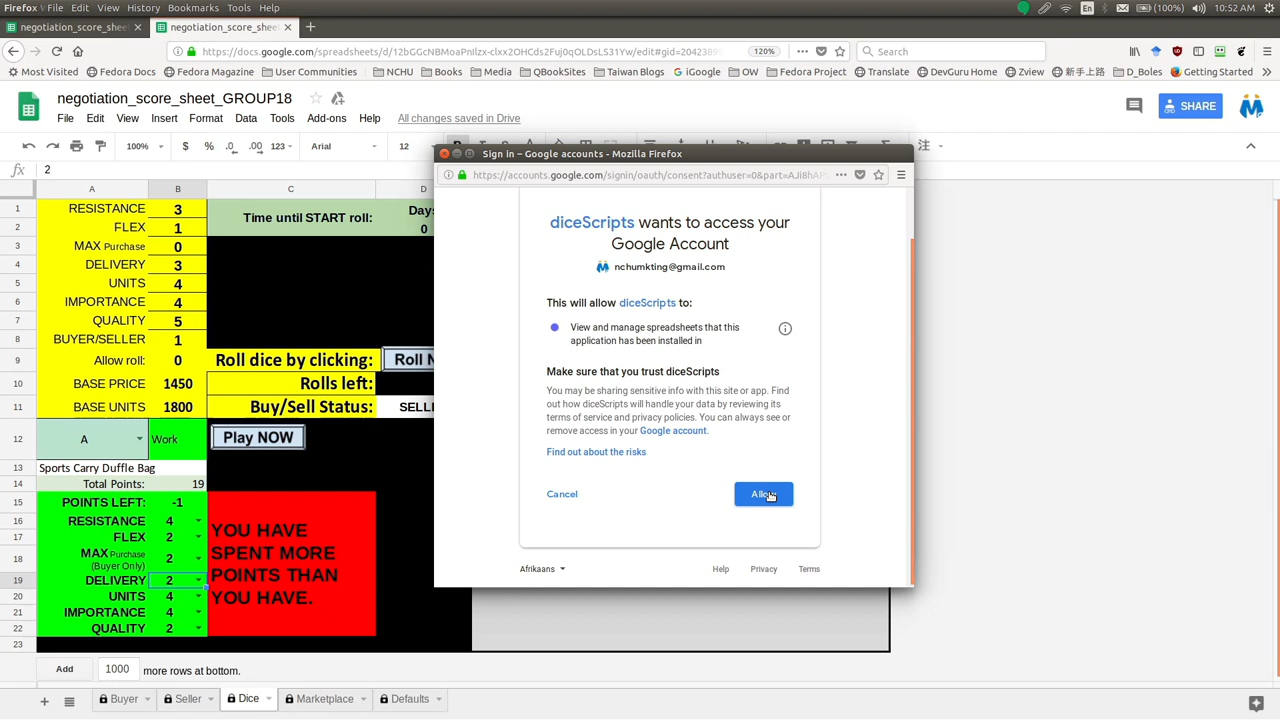 Firefox File Edit View History Bookmarks Tools Help
En (100%) 10:52 AM
negotiation_score_shee
negotiation_score_shee
https://docs.google.com/spreadsheets/d/
120%
Search
Most Visited Fedora Docs Fedora Magazine User Communities NCHU Books Media QBookSites Taiwan Blogs iGoogle OW Fedora Project Translate DevGuru Home Zview 新手上路 D_Boles Getting Started
negotiation_score_sheet_GROUP18
File Edit View Insert Format Data Tools Add-ons Help All changes saved in Drive
SHARE
100% $ % .0 .00 123 Arial 12 注
fx 2
A B C D
1 RESISTANCE 3 Time until START roll: Days
2 FLEX 1 0
3 MAX Purchase 0
4 DELIVERY 3
5 UNITS 4
6 IMPORTANCE 4
7 QUALITY 5
8 BUYER/SELLER 1
9 Allow roll: 0 Roll dice by clicking: Roll N
10 BASE PRICE 1450 Rolls left:
11 BASE UNITS 1800 Buy/Sell Status: SELL
12 A Work Play NOW
13 Sports Carry Duffle Bag
14 Total Points: 19
15 POINTS LEFT: -1
16 RESISTANCE 4
17 FLEX 2
18 MAX Purchase (Buyer Only) 2
19 DELIVERY 2
20 UNITS 4
21 IMPORTANCE 4
22 QUALITY 2
23
YOU HAVE
SPENT MORE
POINTS THAN
YOU HAVE.
Add 1000 more rows at bottom.
Buyer Seller Dice Marketplace Defaults
Sign in – Google accounts - Mozilla Firefox
https://accounts.google.com/signin/oauth/consent?authuser=0&part=
diceScripts wants to access your
Google Account
nchumkting@gmail.com
This will allow diceScripts to:
View and manage spreadsheets that this
application has been installed in
Make sure that you trust diceScripts
You may be sharing sensitive info with this site or app. Find
out how diceScripts will handle your data by reviewing its
terms of service and privacy policies. You can always see or
remove access in your Google account.
Find out about the risks
Cancel Allow
Afrikaans Help Privacy Terms